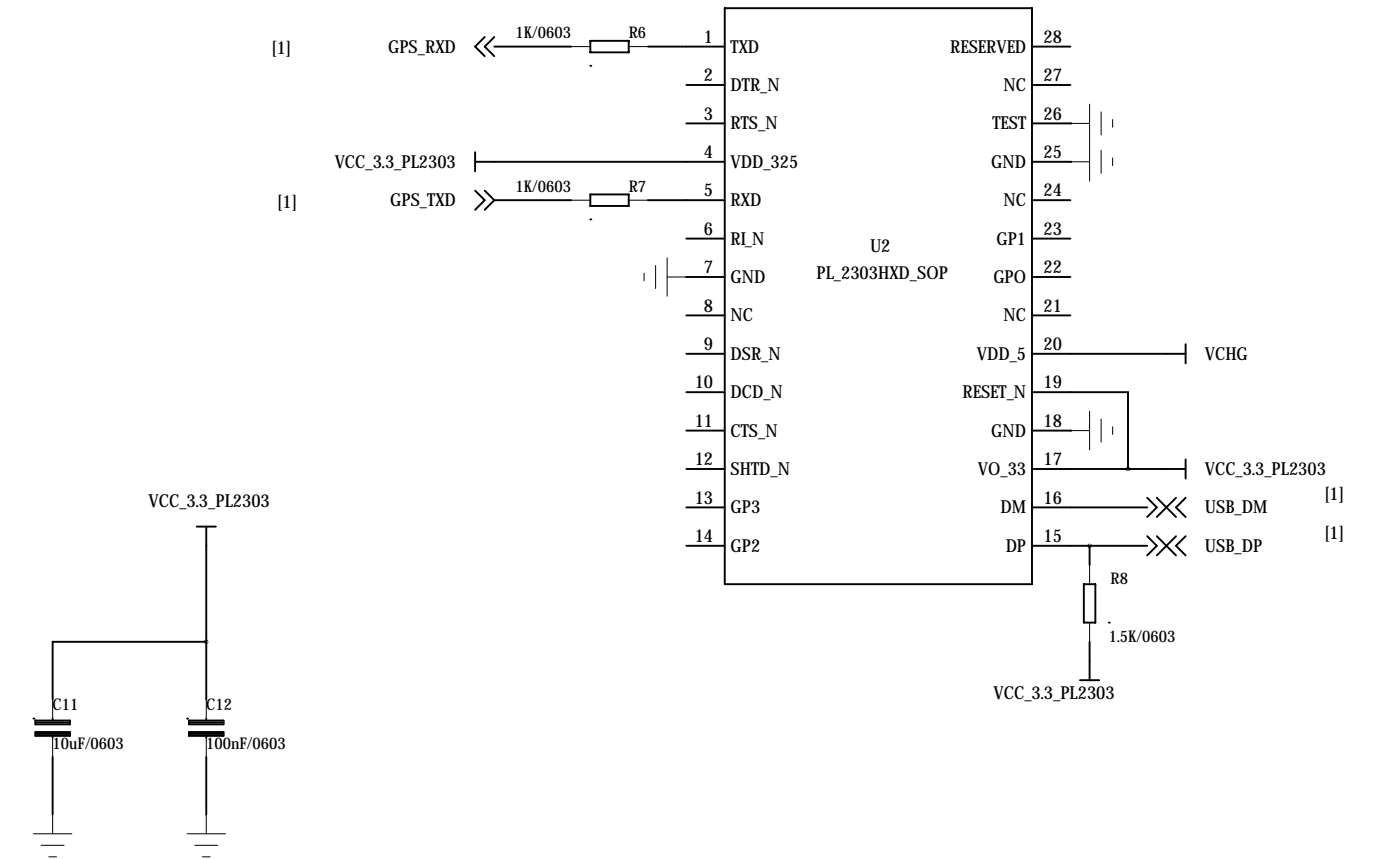 [1] GPS_RXD 1K/0603 R6 1 TXD RESERVED 28
2 DTR_N NC 27
3 RTS_N TEST 26
VCC_3.3_PL2303 4 VDD_325 GND 25
[1] GPS_TXD 1K/0603 R7 5 RXD NC 24
6 RI_N GP1 23
U2
7 GND PL_2303HXD_SOP GPO 22
8 NC NC 21
9 DSR_N VDD_5 20 VCHG
10 DCD_N RESET_N 19
11 CTS_N GND 18
12 SHTD_N VO_33 17 VCC_3.3_PL2303
13 GP3 DM 16 USB_DM [1]
14 GP2 DP 15 USB_DP [1]
R8
1.5K/0603
VCC_3.3_PL2303
VCC_3.3_PL2303
C11 C12
10uF/0603 100nF/0603